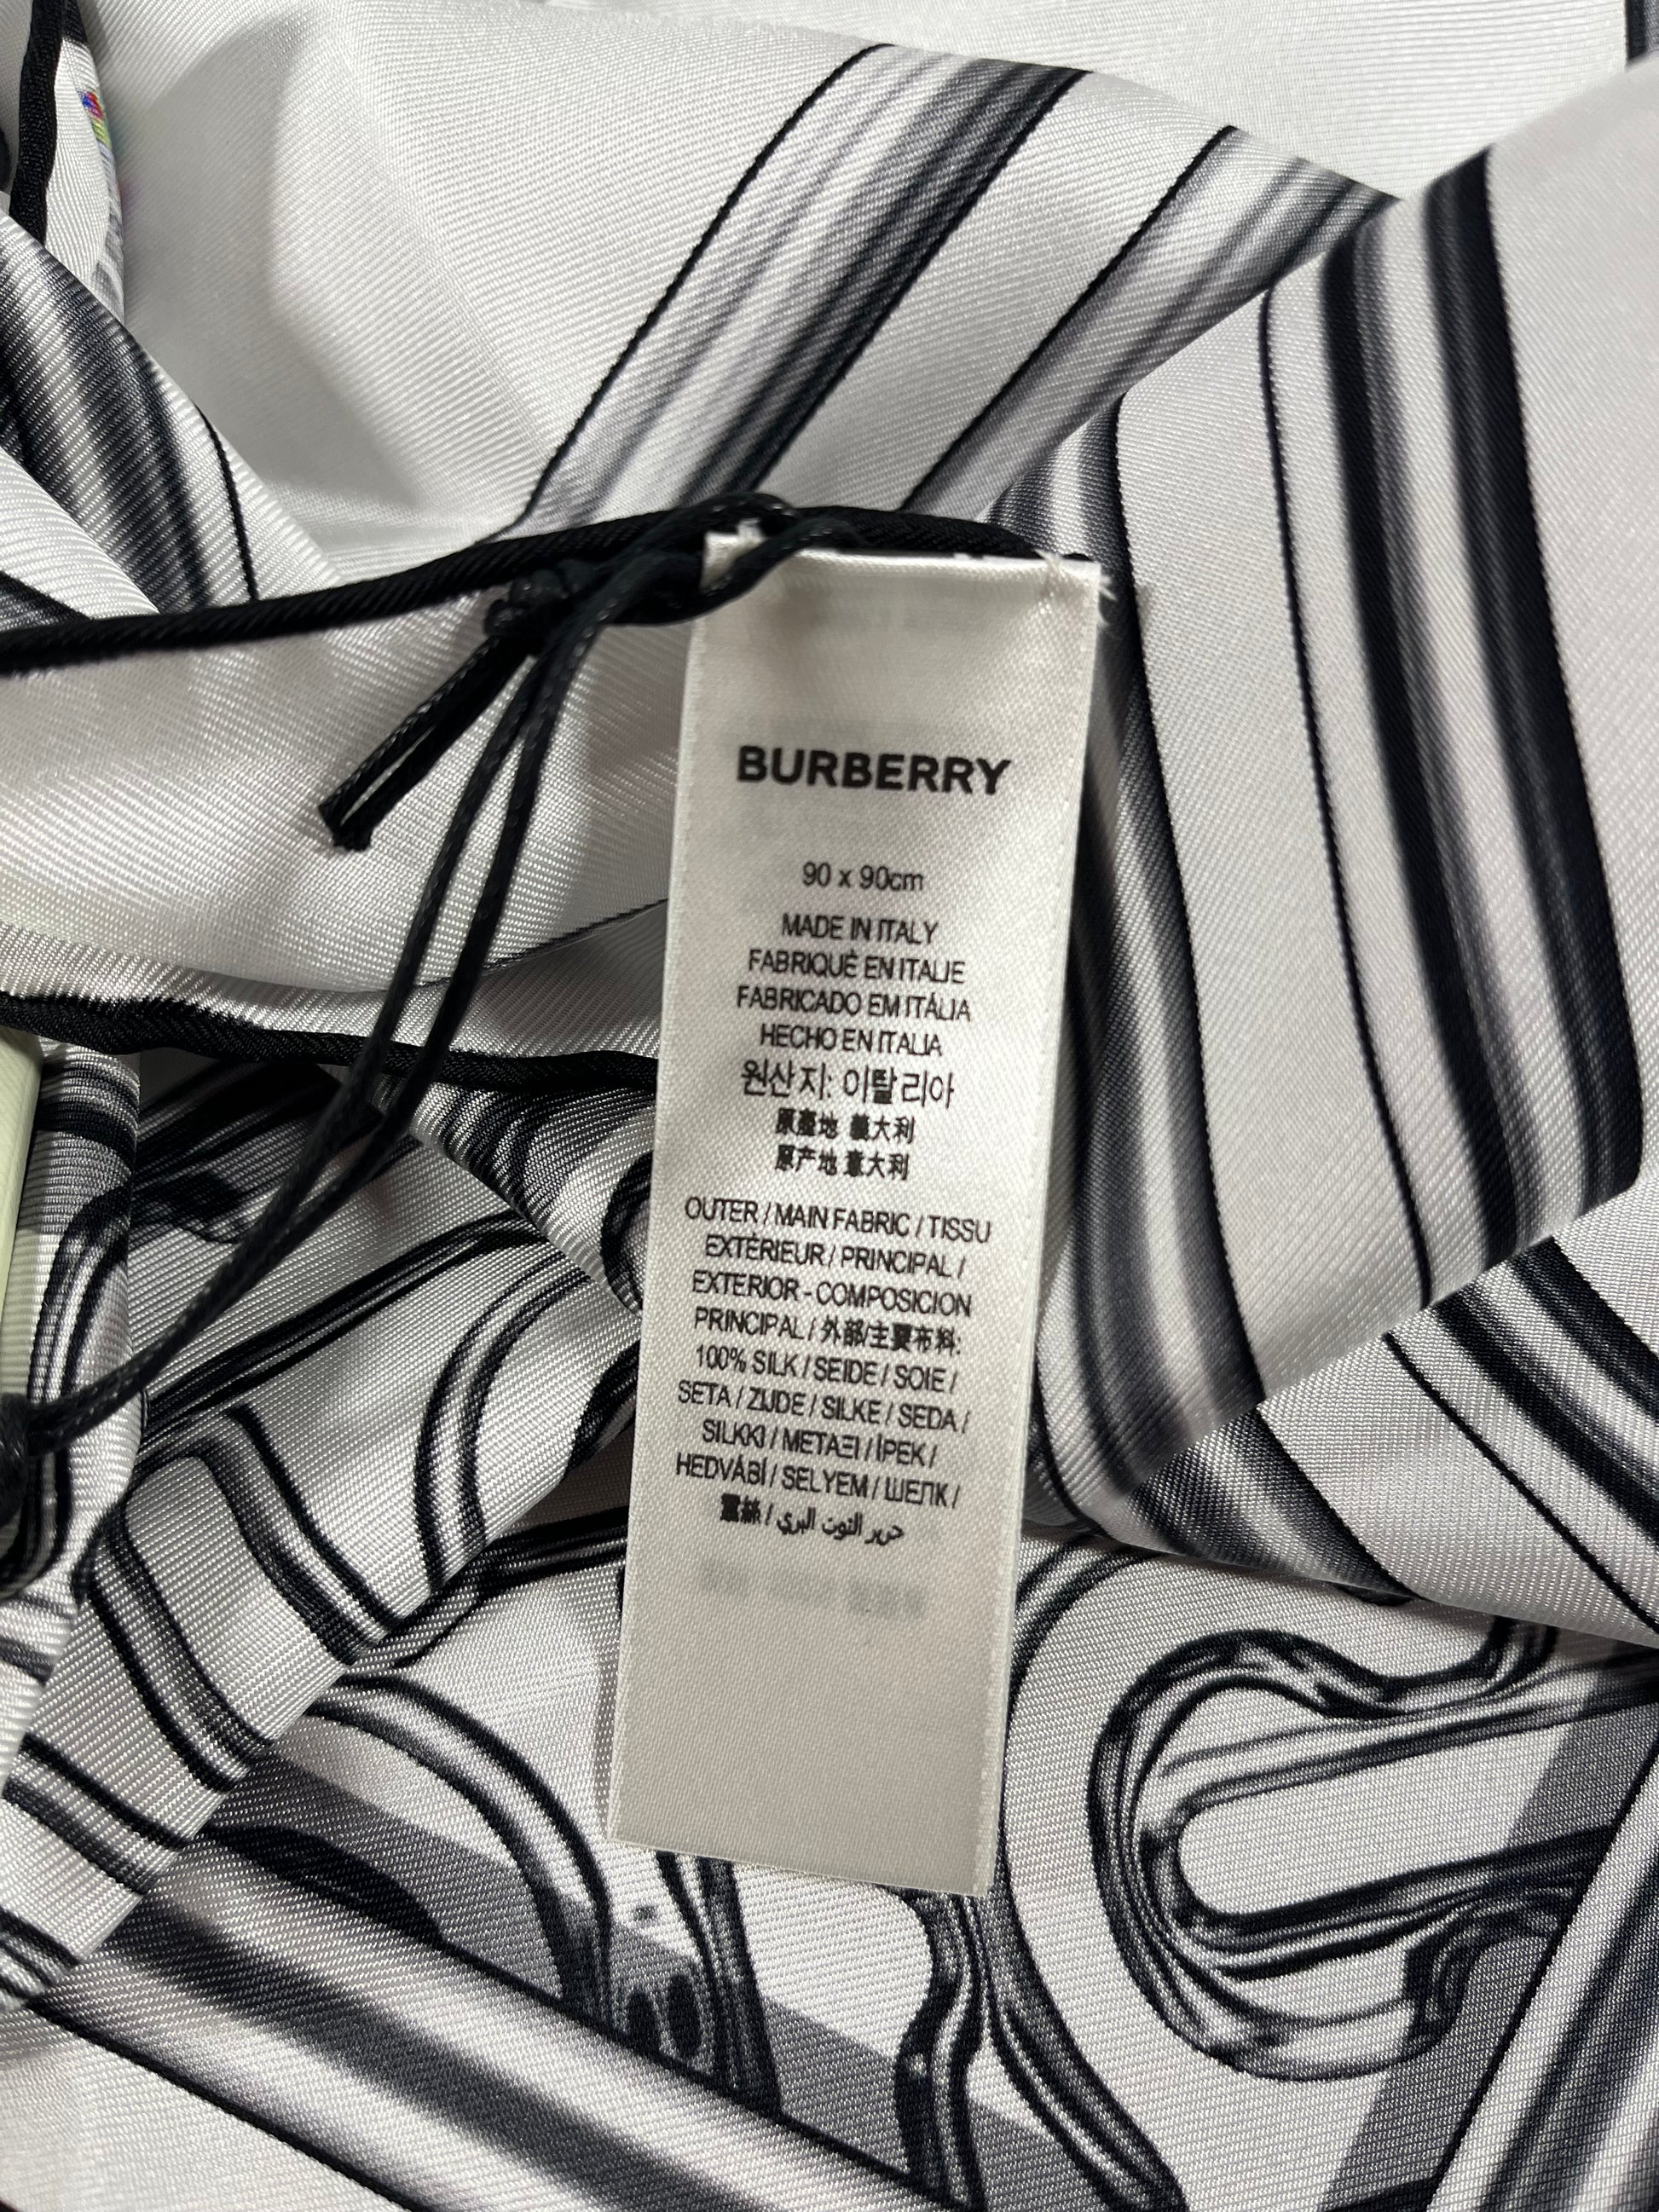 BURBERRY
90 x 90cm
MADE IN ITALY
FABRIQUÉ EN ITALIE
FABRICADO EM ITÁLIA
HECHO EN ITALIA
원산지: 이탈리아
原產地 義大利
原产地 意大利
OUTER / MAIN FABRIC / TISSU
EXTÉRIEUR / PRINCIPAL /
EXTERIOR - COMPOSICION
PRINCIPAL / 外部/主要布料:
100% SILK / SEIDE / SOIE /
SETA / ZIJDE / SILKE / SEDA /
SILKKI / ΜΕΤΑΞΙ / İPEK /
HEDVÁBÍ / SELYEM / ШЕЛК /
蠶絲 / حرير التوت البري